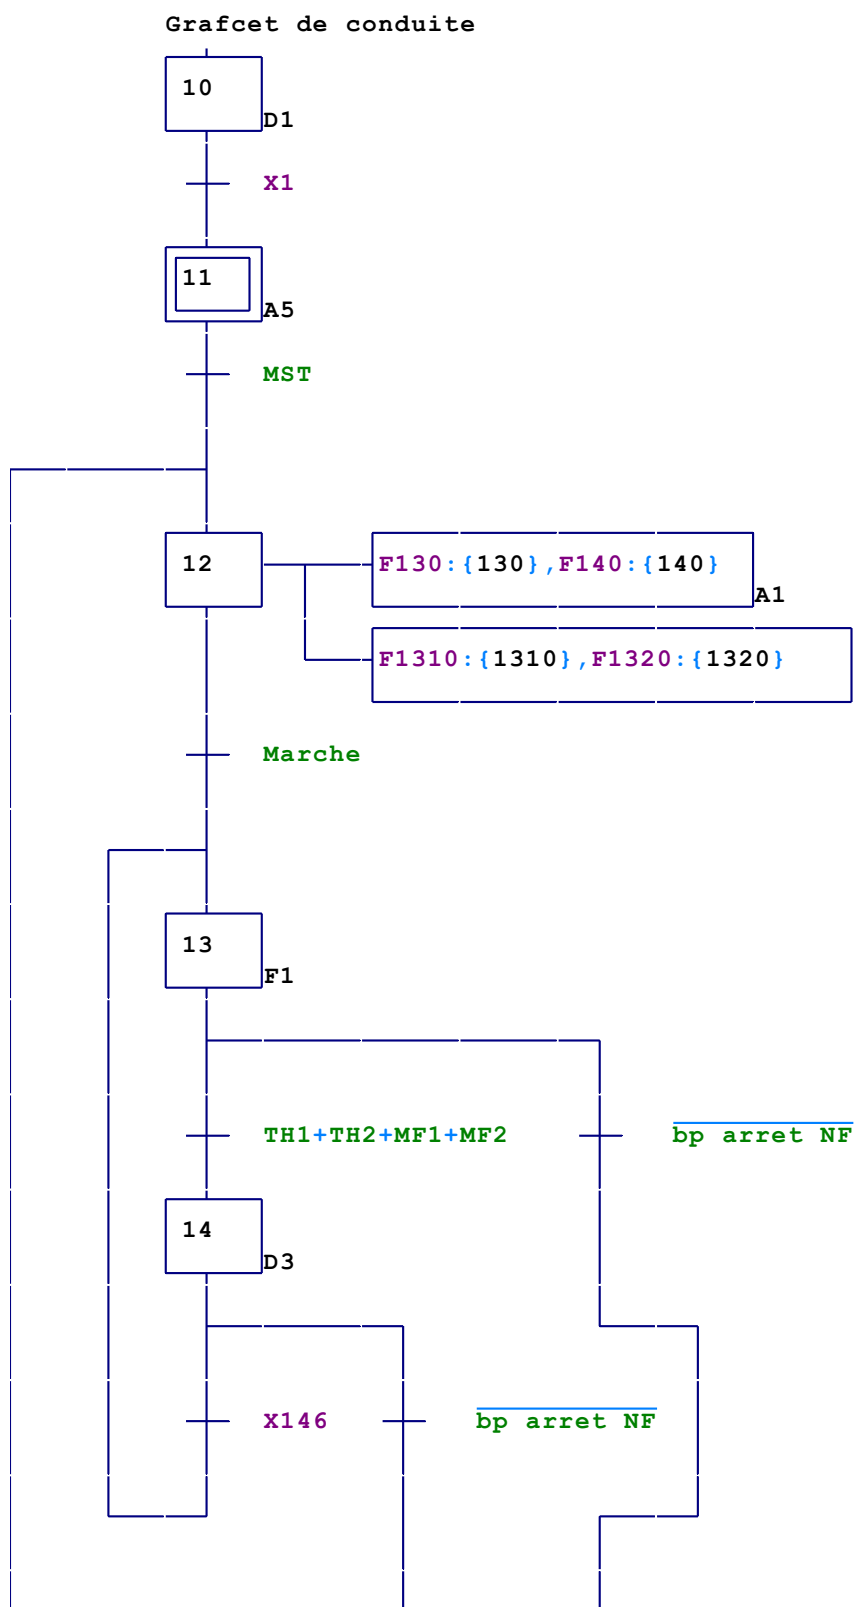 Grafcet de conduite
10
D1
X1
11
A5
MST
12
F130:{130},F140:{140}
A1
F1310:{1310},F1320:{1320}
Marche
13
F1
TH1+TH2+MF1+MF2
bp arret NF
14
D3
X146
bp arret NF